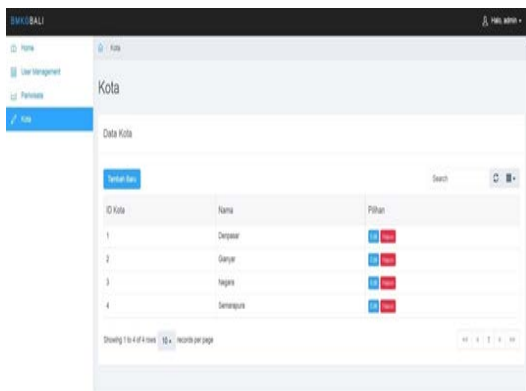 BMKGBALI
Halo, admin
Home
Kota
User Management
Pariwisata
Kota
Kota
Data Kota
Tambah Baru
Search
ID Kota Nama Pilihan
1 Denpasar Edit Hapus
2 Gianyar Edit Hapus
3 Negara Edit Hapus
4 Semarapura Edit Hapus
Showing 1 to 4 of 4 rows 10 records per page
‹‹ ‹ 1 › ››